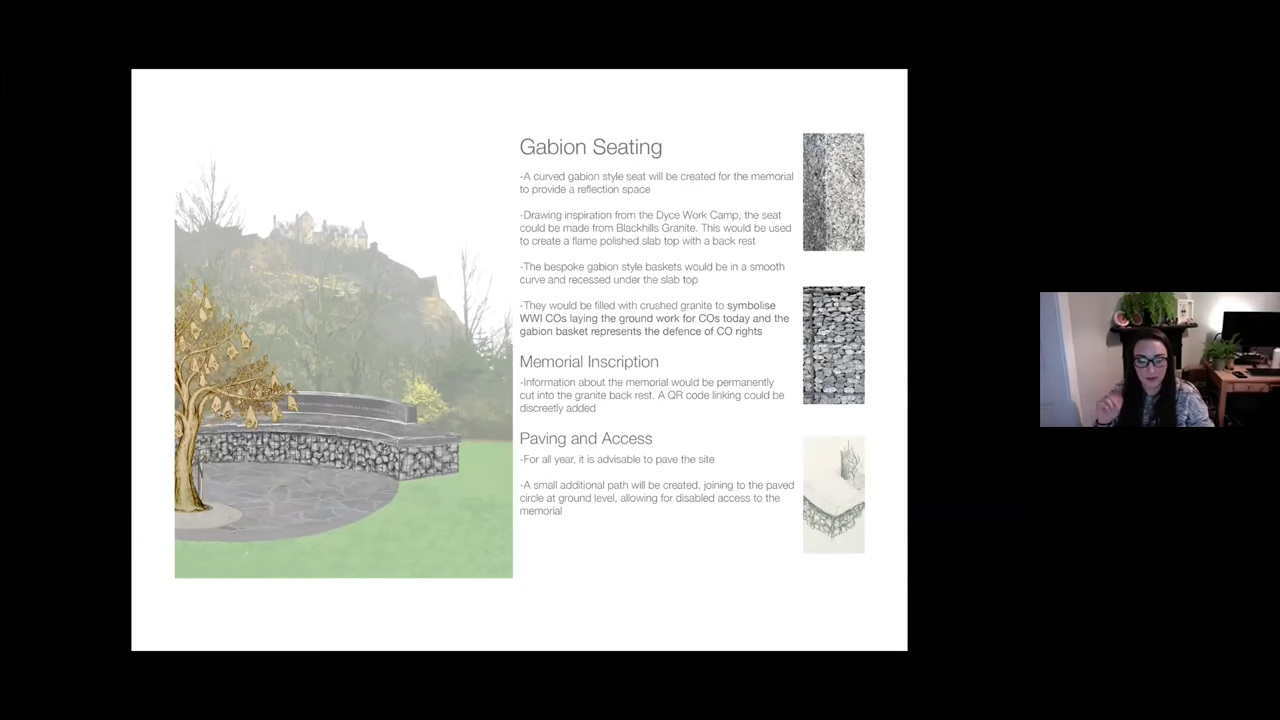 Gabion Seating
-A curved gabion style seat will be created for the memorial
to provide a reflection space
-Drawing inspiration from the Dyce Work Camp, the seat
could be made from Blackhills Granite. This would be used
to create a flame polished slab top with a back rest
-The bespoke gabion style baskets would be in a smooth
curve and recessed under the slab top
-They would be filled with crushed granite to symbolise
WWI COs laying the ground work for COs today and the
gabion basket represents the defence of CO rights
Memorial Inscription
-Information about the memorial would be permanently
cut into the granite back rest. A QR code linking could be
discreetly added
Paving and Access
-For all year, it is advisable to pave the site
-A small additional path will be created, joining to the paved
circle at ground level, allowing for disabled access to the
memorial